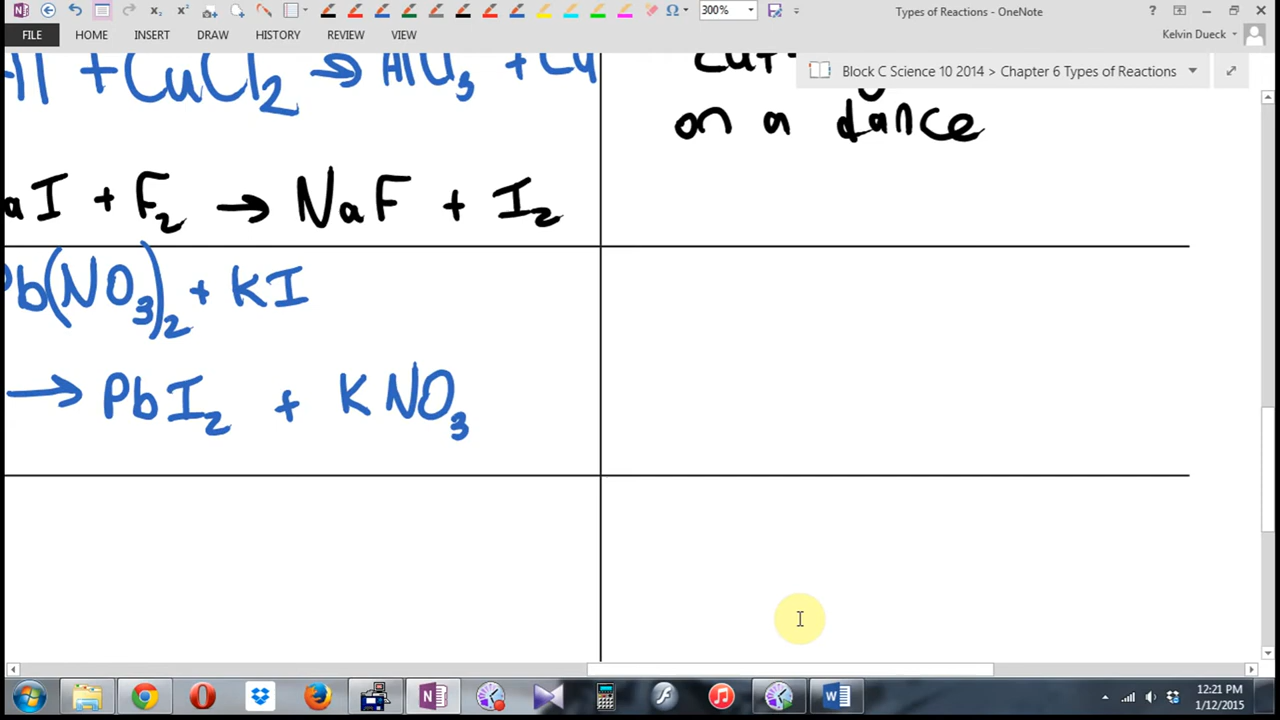 300%
Types of Reactions - OneNote
FILE HOME INSERT DRAW HISTORY REVIEW VIEW
Kelvin Dueck
Block C Science 10 2014 > Chapter 6 Types of Reactions
+ CuCl₂ → AlCl₃ + Cu
on a dance
aI + F₂ → NaF + I₂
Pb(NO₃)₂ + KI
→ PbI₂ + KNO₃
12:21 PM
1/12/2015